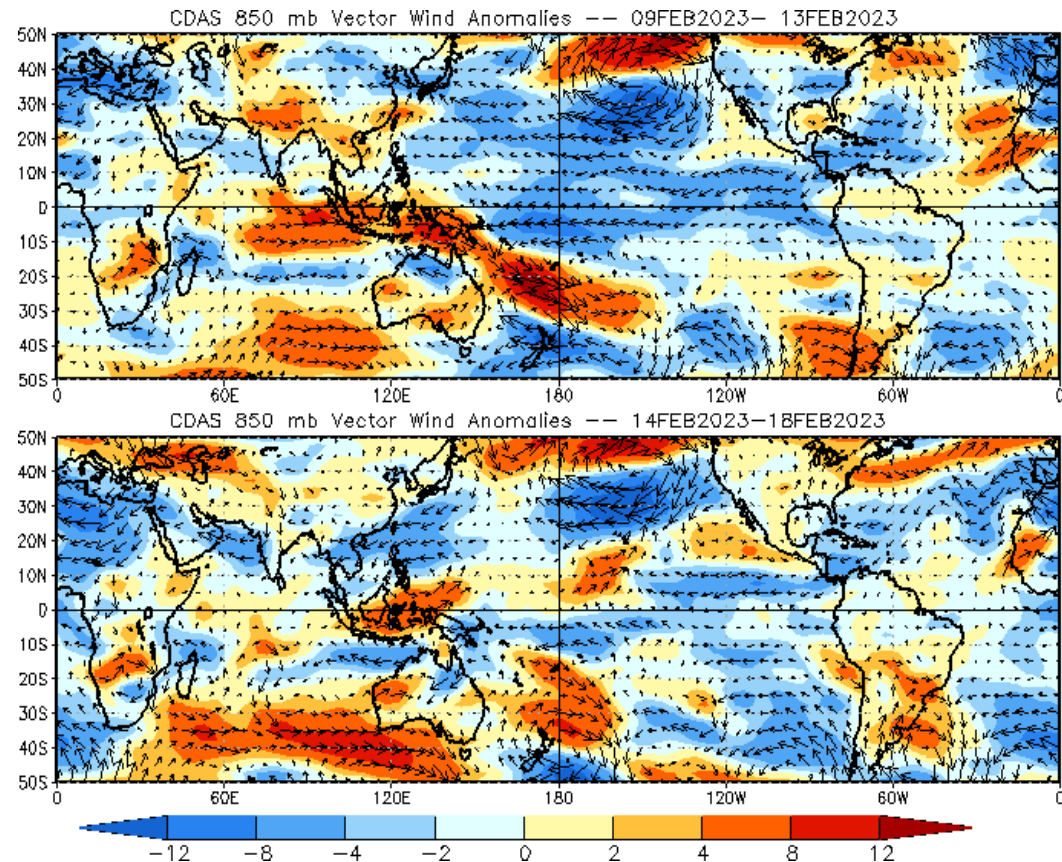 CDAS 850 mb Vector Wind Anomalies -- 09FEB2023- 13FEB2023
50N
40N
30N
20N
10N
0
10S
20S
30S
40S
50S
0 60E 120E 180 120W 60W 0
CDAS 850 mb Vector Wind Anomalies -- 14FEB2023-18FEB2023
50N
40N
30N
20N
10N
0
10S
20S
30S
40S
50S
0 60E 120E 180 120W 60W 0
-12 -8 -4 -2 0 2 4 8 12